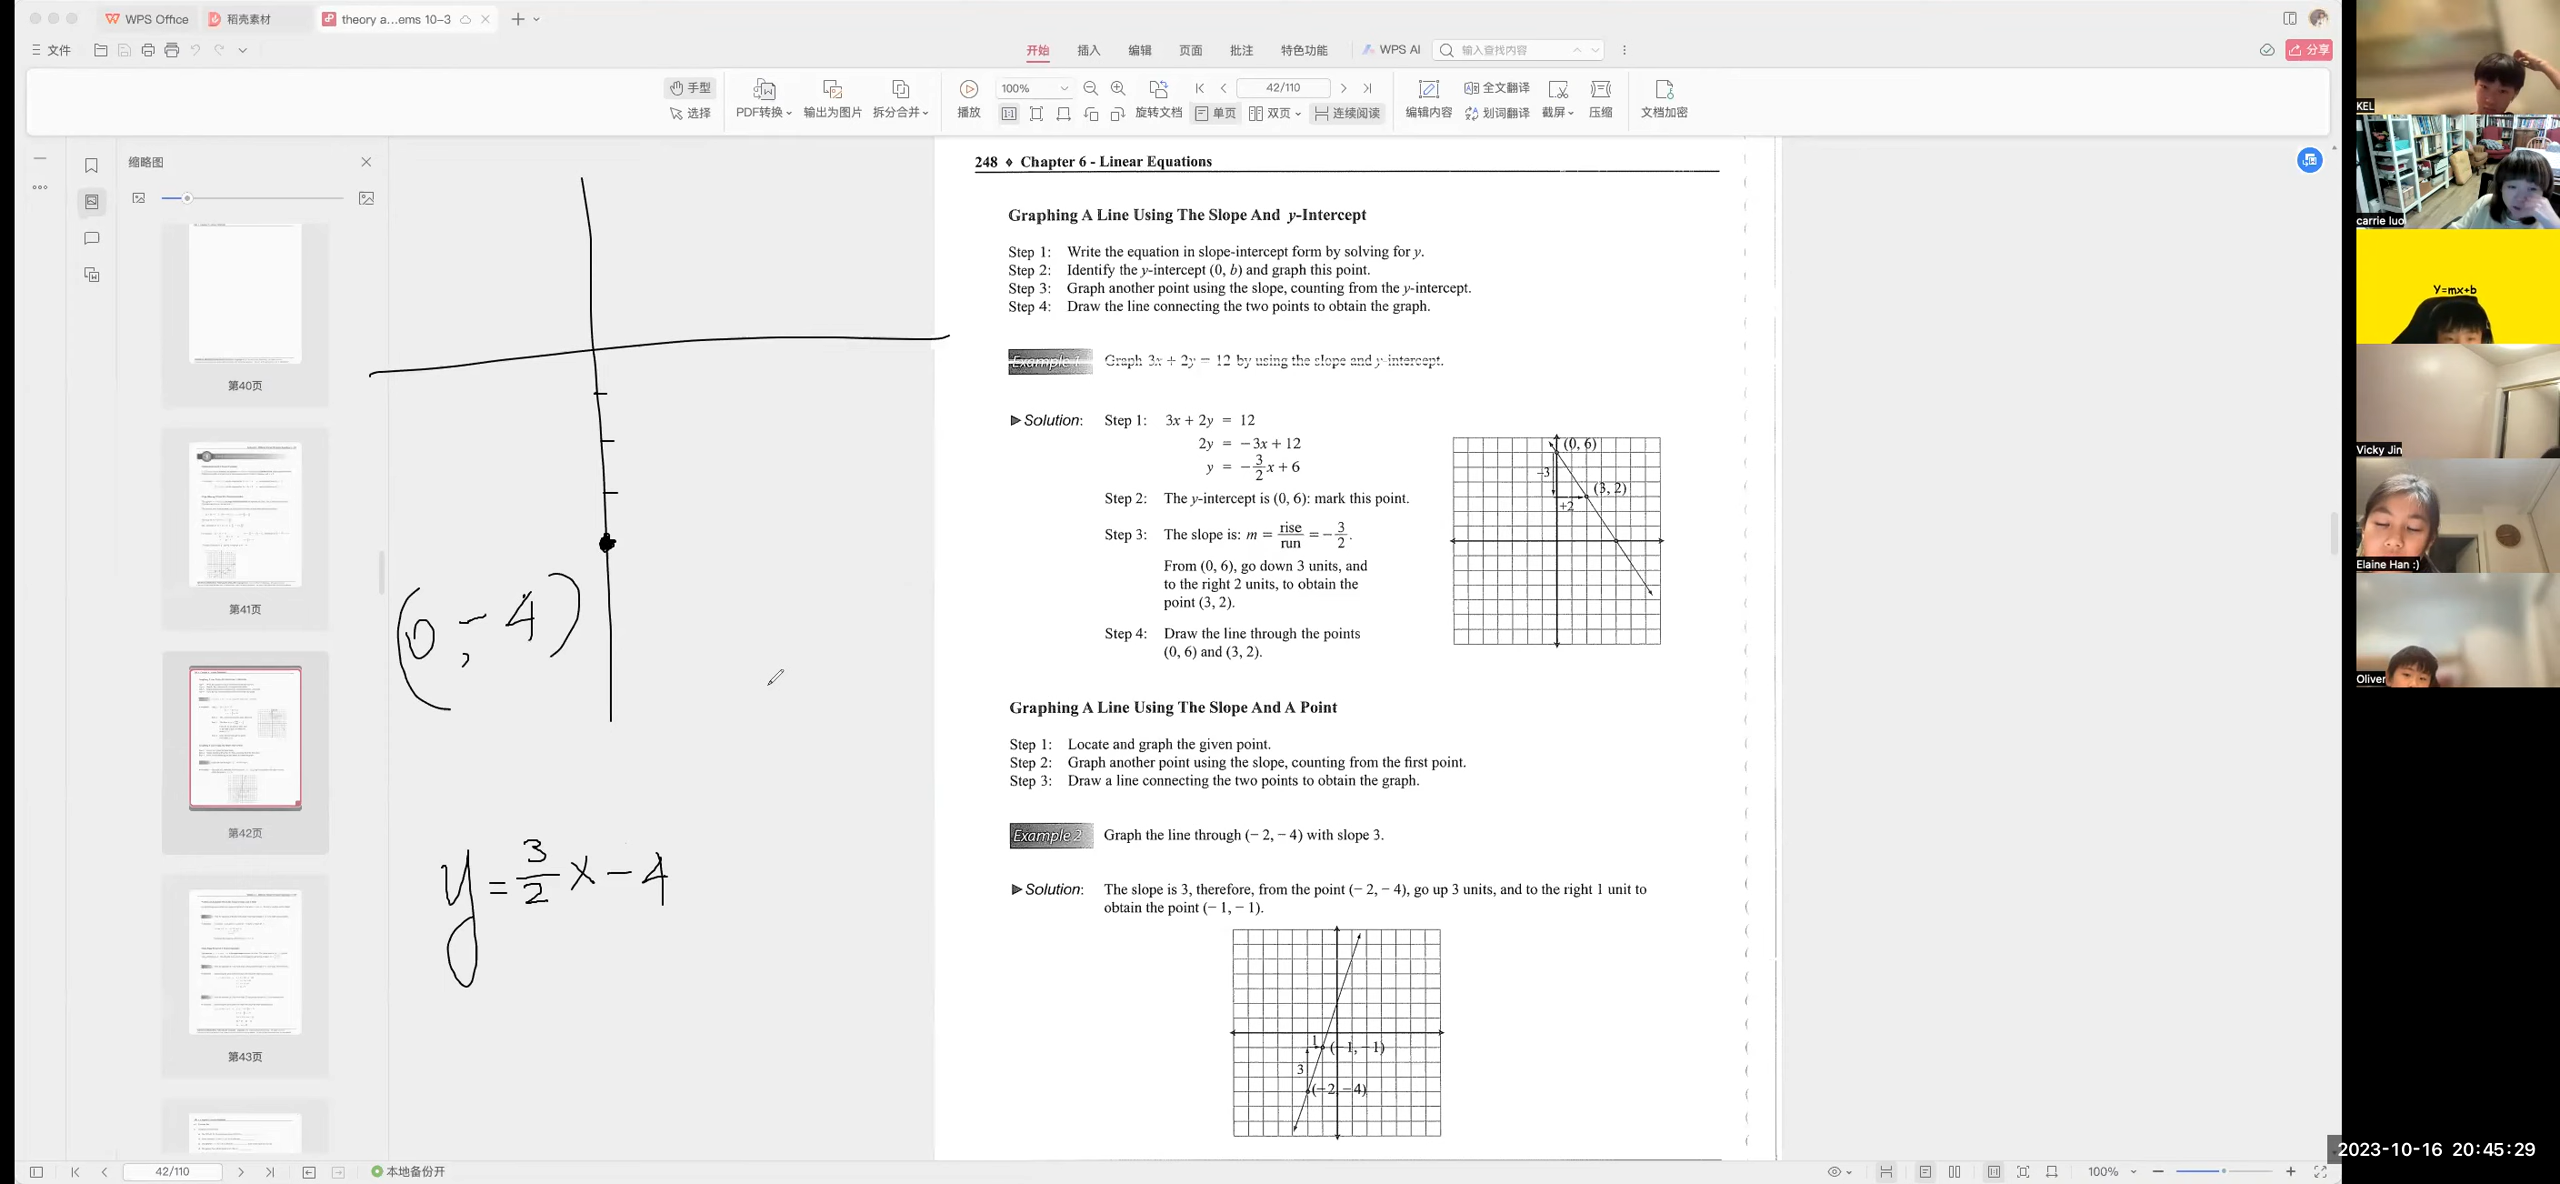 WPS Office
稻壳素材
theory a...ems 10-3
文件
开始 插入 编辑 页面 批注 特色功能 WPS AI 输入查找内容
分享
手型
选择
PDF转换
输出为图片
拆分合并
播放
100%
旋转文档
单页
双页
连续阅读
42/110
编辑内容
全文翻译
划词翻译
截屏
压缩
文档加密
缩略图
第40页
第41页
第42页
第43页
(0, -4)
y = 3/2 x - 4
248 ◊ Chapter 6 - Linear Equations
Graphing A Line Using The Slope And y-Intercept
Step 1: Write the equation in slope-intercept form by solving for y.
Step 2: Identify the y-intercept (0, b) and graph this point.
Step 3: Graph another point using the slope, counting from the y-intercept.
Step 4: Draw the line connecting the two points to obtain the graph.
Example 1 Graph 3x + 2y = 12 by using the slope and y-intercept.
Solution: Step 1: 3x + 2y = 12
2y = -3x + 12
y = -3/2 x + 6
Step 2: The y-intercept is (0, 6): mark this point.
Step 3: The slope is: m = rise/run = -3/2.
From (0, 6), go down 3 units, and
to the right 2 units, to obtain the
point (3, 2).
Step 4: Draw the line through the points
(0, 6) and (3, 2).
(0, 6)
-3
(3, 2)
+2
Graphing A Line Using The Slope And A Point
Step 1: Locate and graph the given point.
Step 2: Graph another point using the slope, counting from the first point.
Step 3: Draw a line connecting the two points to obtain the graph.
Example 2 Graph the line through (- 2, - 4) with slope 3.
Solution: The slope is 3, therefore, from the point (- 2, - 4), go up 3 units, and to the right 1 unit to
obtain the point (- 1, - 1).
1
(-1, -1)
3
(-2, -4)
42/110
本地备份开
100%
KEL
carrie luo
Y=mx+b
Vicky Jin
Elaine Han :)
Oliver
2023-10-16 20:45:29